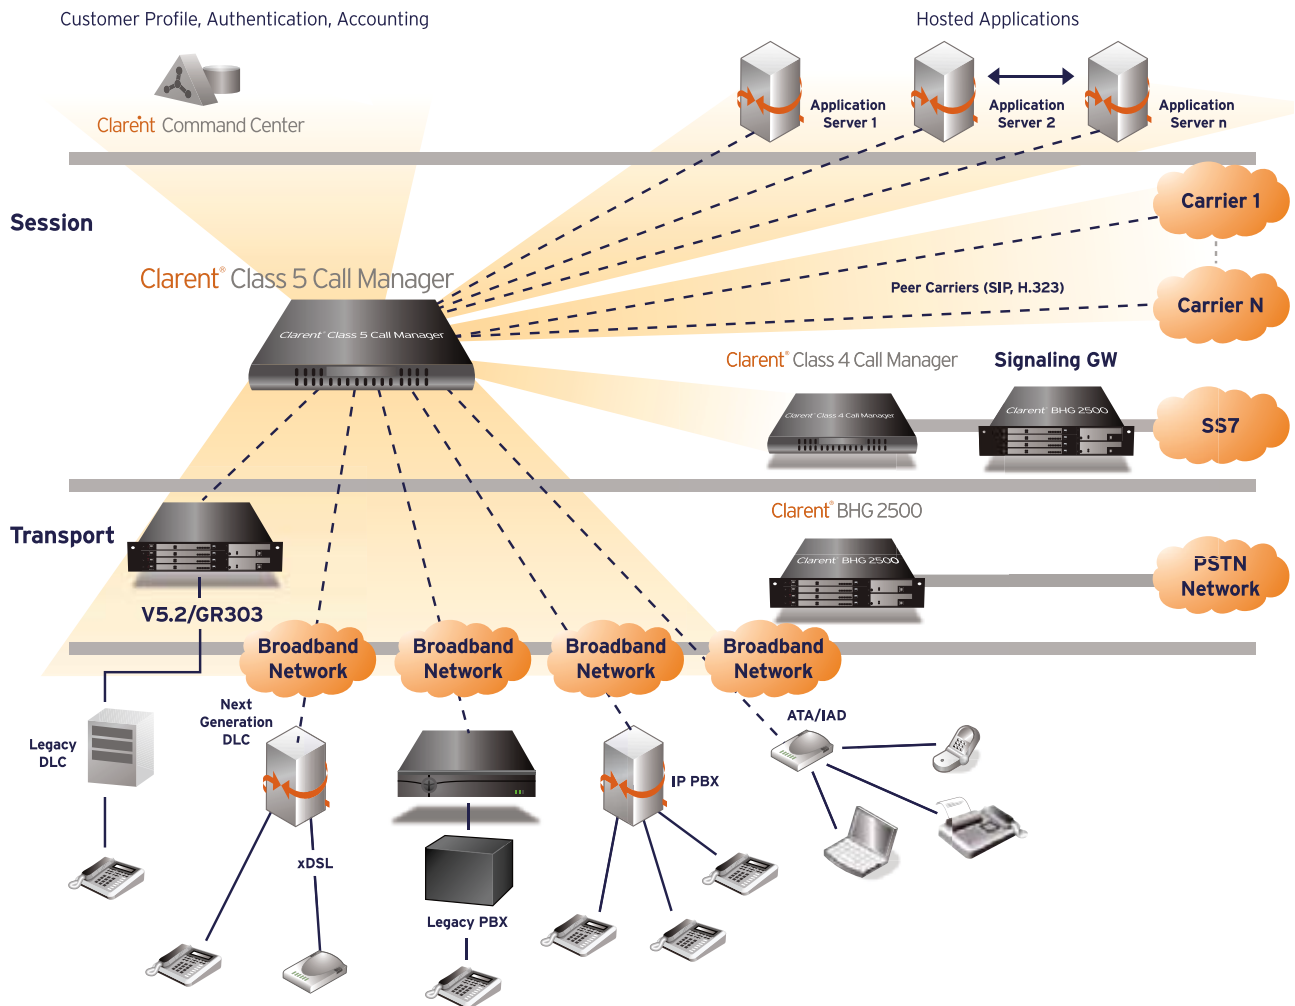 Customer Profile, Authentication, Accounting
Hosted Applications
Clarent Command Center
Application
Server 1
Application
Server 2
Application
Server n
Session
Carrier 1
Clarent® Class 5 Call Manager
Peer Carriers (SIP, H.323)
Carrier N
Clarent® Class 5 Call Manager
Clarent® Class 4 Call Manager
Signaling GW
Clarent® Class 4 Call Manager
Clarent® BHG 2500
SS7
Transport
Clarent® BHG 2500
Clarent® BHG 2500
PSTN
Network
V5.2/GR303
Broadband
Network
Broadband
Network
Broadband
Network
Broadband
Network
Next
Generation
DLC
Legacy
DLC
ATA/IAD
IP PBX
xDSL
Legacy PBX